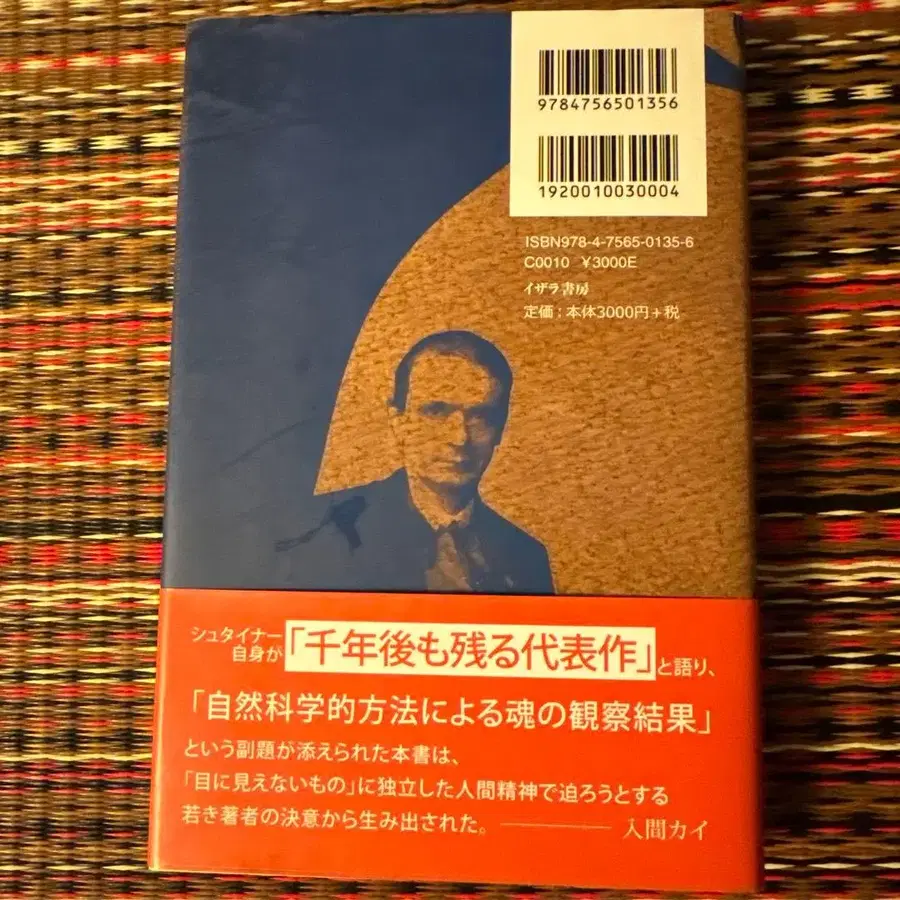 9784756501356
1920010030004
ISBN978-4-7565-0135-6
C0010 ¥3000E
イザラ書房
定価：本体3000円＋税
シュタイナー
自身が「千年後も残る代表作」と語り、
「自然科学的方法による魂の観察結果」
という副題が添えられた本書は、
「目に見えないもの」に独立した人間精神で迫ろうとする
若き著者の決意から生み出された。――― 入間カイ